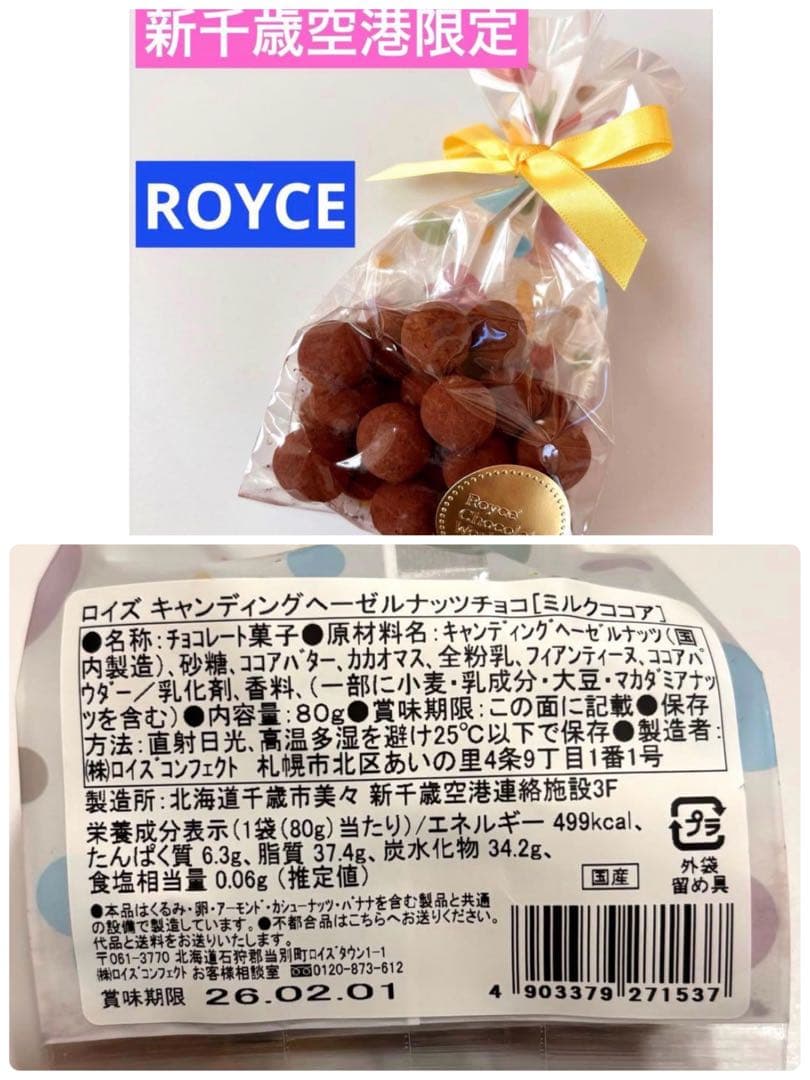 新千歳空港限定
ROYCE
Royce'
Chocolate
ロイズ キャンディングヘーゼルナッツチョコ[ミルクココア]
●名称:チョコレート菓子●原材料名:キャンディングヘーゼルナッツ(国
内製造)、砂糖、ココアバター、カカオマス、全粉乳、フィアンティーヌ、ココアパ
ウダー/乳化剤、香料、(一部に小麦・乳成分・大豆・マカダミアナッ
ツを含む)●内容量:80g●賞味期限:この面に記載●保存
方法:直射日光、高温多湿を避け25℃以下で保存●製造者:
㈱ロイズコンフェクト 札幌市北区あいの里4条9丁目1番1号
製造所:北海道千歳市美々 新千歳空港連絡施設3F
栄養成分表示(1袋(80g)当たり)/エネルギー 499kcal、
たんぱく質 6.3g、脂質 37.4g、炭水化物 34.2g、
食塩相当量 0.06g (推定値)
国産
プラ
外袋
留め具
●本品はくるみ・卵・アーモンド・カシューナッツ・バナナを含む製品と共通
の設備で製造しています。●不都合品はこちらへお送りください。
代品と送料をお送りいたします。
〒061-3770 北海道石狩郡当別町ロイズタウン1-1
㈱ロイズコンフェクト お客様相談室 0120-873-612
賞味期限 26.02.01
4 903379 271537